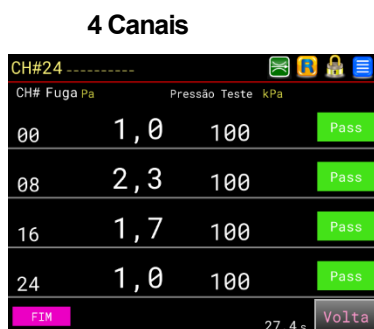 4 Canais
CH#24 ---------- R
CH# Fuga Pa Pressão Teste kPa
00 1,0 100 Pass
08 2,3 100 Pass
16 1,7 100 Pass
24 1,0 100 Pass
FIM 27.4 s Volta